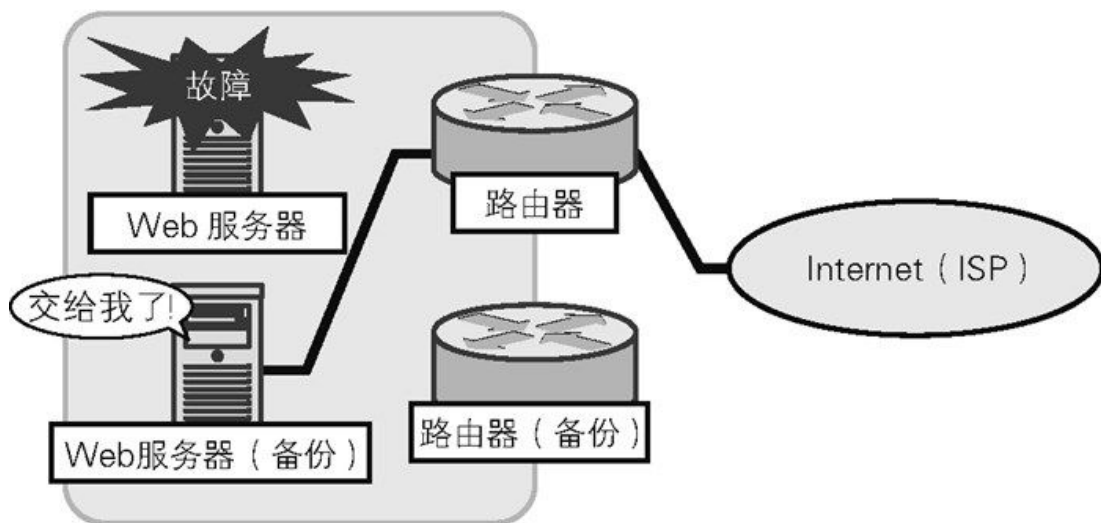 故障
Web 服务器
路由器
Internet（ISP）
交给我了!
Web服务器（备份）
路由器（备份）